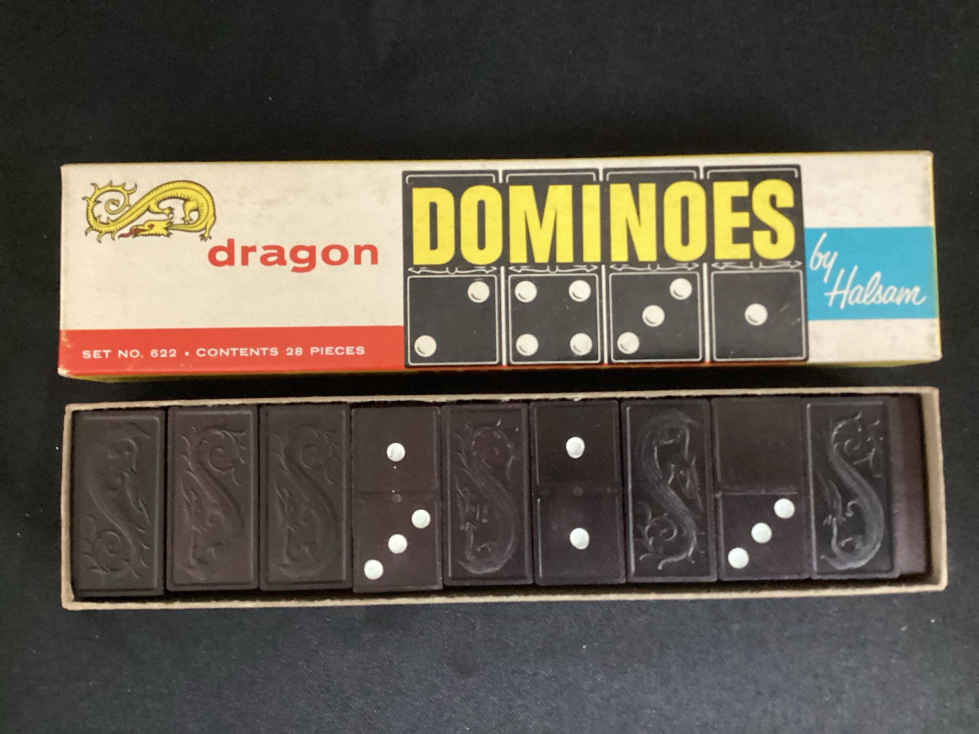 dragon
DOMINOES
by
Halsam
SET NO. 622 • CONTENTS 28 PIECES